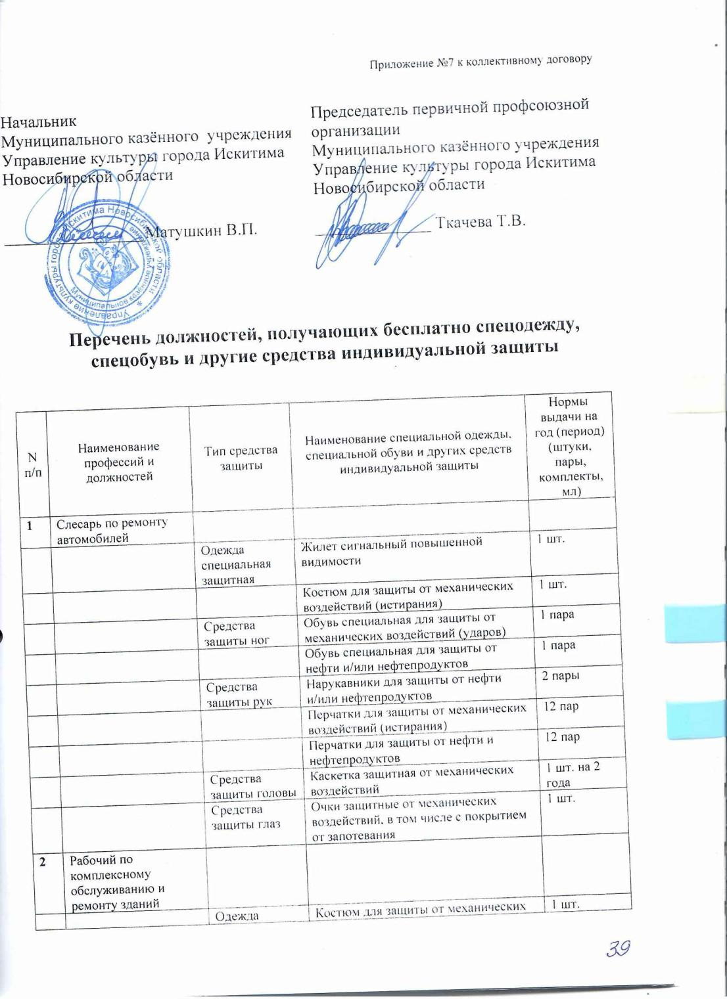 Приложение №7 к коллективному договору
Начальник
Муниципального казённого учреждения
Управление культуры города Искитима
Новосибирской области
Матушкин В.П.
Председатель первичной профсоюзной
организации
Муниципального казённого учреждения
Управление культуры города Искитима
Новосибирской области
Ткачева Т.В.
Управление культуры города Искитима Новосибирской области
Муниципальное казённое учреждение
Перечень должностей, получающих бесплатно спецодежду,
спецобувь и другие средства индивидуальной защиты
N
п/п
Наименование
профессий и
должностей
Тип средства
защиты
Наименование специальной одежды,
специальной обуви и других средств
индивидуальной защиты
Нормы
выдачи на
год (период)
(штуки,
пары,
комплекты,
мл)
1
Слесарь по ремонту
автомобилей
Одежда
специальная
защитная
Жилет сигнальный повышенной
видимости
1 шт.
Костюм для защиты от механических
воздействий (истирания)
1 шт.
Средства
защиты ног
Обувь специальная для защиты от
механических воздействий (ударов)
1 пара
Обувь специальная для защиты от
нефти и/или нефтепродуктов
1 пара
Средства
защиты рук
Нарукавники для защиты от нефти
и/или нефтепродуктов
2 пары
Перчатки для защиты от механических
воздействий (истирания)
12 пар
Перчатки для защиты от нефти и
нефтепродуктов
12 пар
Средства
защиты головы
Каскетка защитная от механических
воздействий
1 шт. на 2
года
Средства
защиты глаз
Очки защитные от механических
воздействий, в том числе с покрытием
от запотевания
1 шт.
2
Рабочий по
комплексному
обслуживанию и
ремонту зданий
Одежда
Костюм для защиты от механических
1 шт.
39